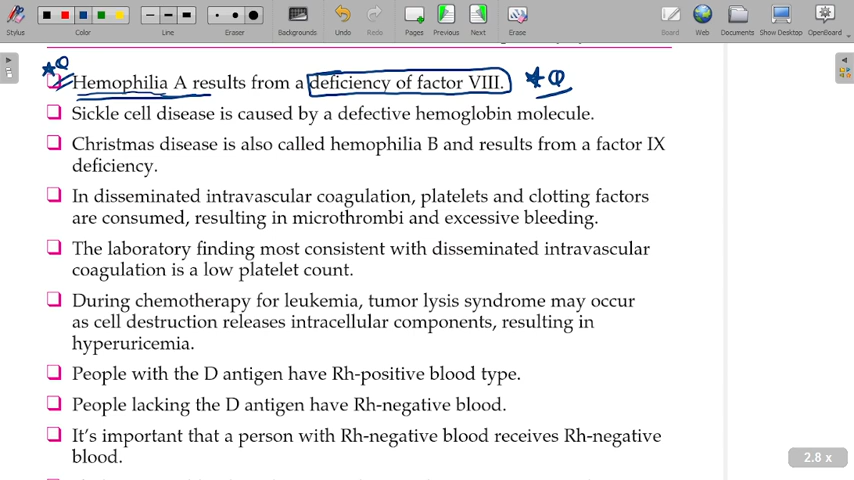 Stylus
Color
Line
Eraser
Backgrounds
Undo
Redo
Pages
Previous
Next
Erase
Board
Web
Documents
Show Desktop
OpenBoard
★Q
Hemophilia A results from a deficiency of factor VIII. ★Q
Sickle cell disease is caused by a defective hemoglobin molecule.
Christmas disease is also called hemophilia B and results from a factor IX
deficiency.
In disseminated intravascular coagulation, platelets and clotting factors
are consumed, resulting in microthrombi and excessive bleeding.
The laboratory finding most consistent with disseminated intravascular
coagulation is a low platelet count.
During chemotherapy for leukemia, tumor lysis syndrome may occur
as cell destruction releases intracellular components, resulting in
hyperuricemia.
People with the D antigen have Rh-positive blood type.
People lacking the D antigen have Rh-negative blood.
It's important that a person with Rh-negative blood receives Rh-negative
blood.
2.8 x